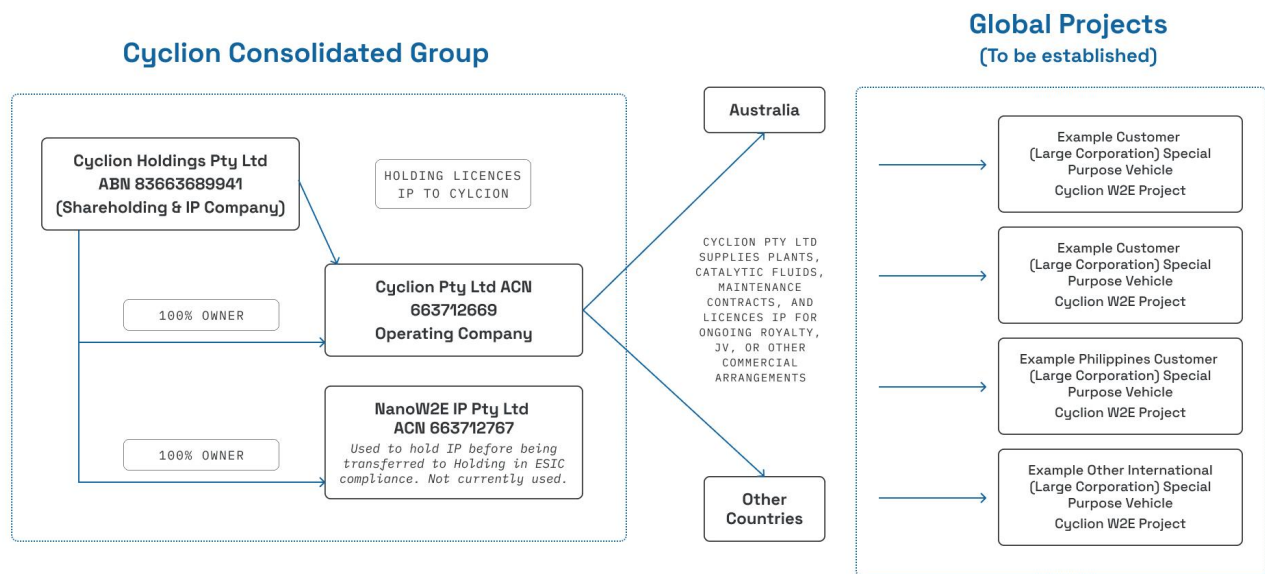 Cyclion Consolidated Group
Global Projects
(To be established)
Cyclion Holdings Pty Ltd
ABN 83663689941
(Shareholding & IP Company)
HOLDING LICENCES
IP TO CYLCION
Cyclion Pty Ltd ACN
663712669
Operating Company
100% OWNER
NanoW2E IP Pty Ltd
ACN 663712767
Used to hold IP before being
transferred to Holding in ESIC
compliance. Not currently used.
100% OWNER
Australia
CYCLION PTY LTD
SUPPLIES PLANTS,
CATALYTIC FLUIDS,
MAINTENANCE
CONTRACTS, AND
LICENCES IP FOR
ONGOING ROYALTY,
JV, OR OTHER
COMMERCIAL
ARRANGEMENTS
Other
Countries
Example Customer
(Large Corporation) Special
Purpose Vehicle
Cyclion W2E Project
Example Customer
(Large Corporation) Special
Purpose Vehicle
Cyclion W2E Project
Example Philippines Customer
(Large Corporation) Special
Purpose Vehicle
Cyclion W2E Project
Example Other International
(Large Corporation) Special
Purpose Vehicle
Cyclion W2E Project